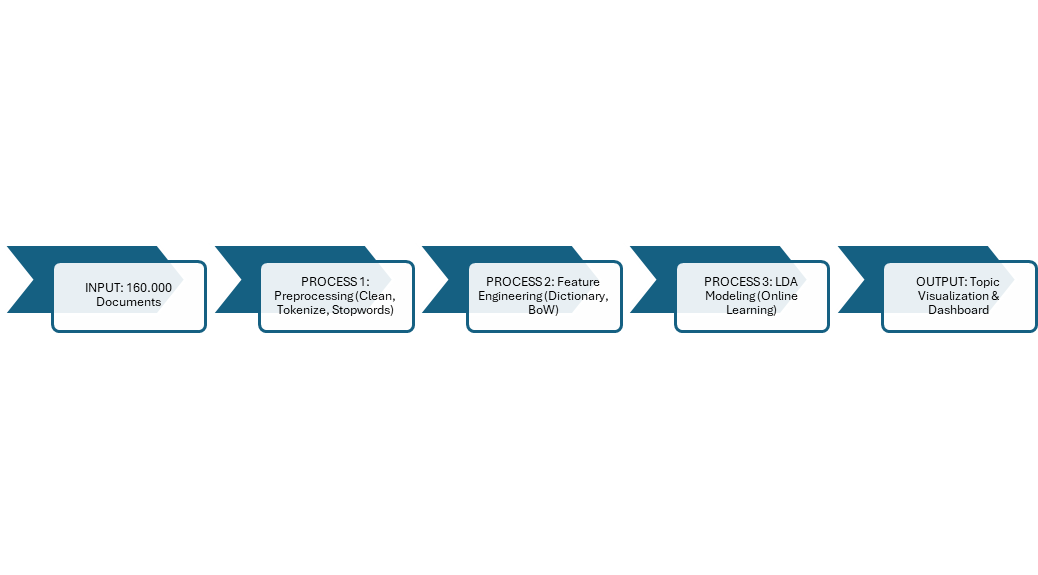 INPUT: 160.000
Documents
PROCESS 1:
Preprocessing (Clean,
Tokenize, Stopwords)
PROCESS 2: Feature
Engineering (Dictionary,
BoW)
PROCESS 3: LDA
Modeling (Online
Learning)
OUTPUT: Topic
Visualization &
Dashboard